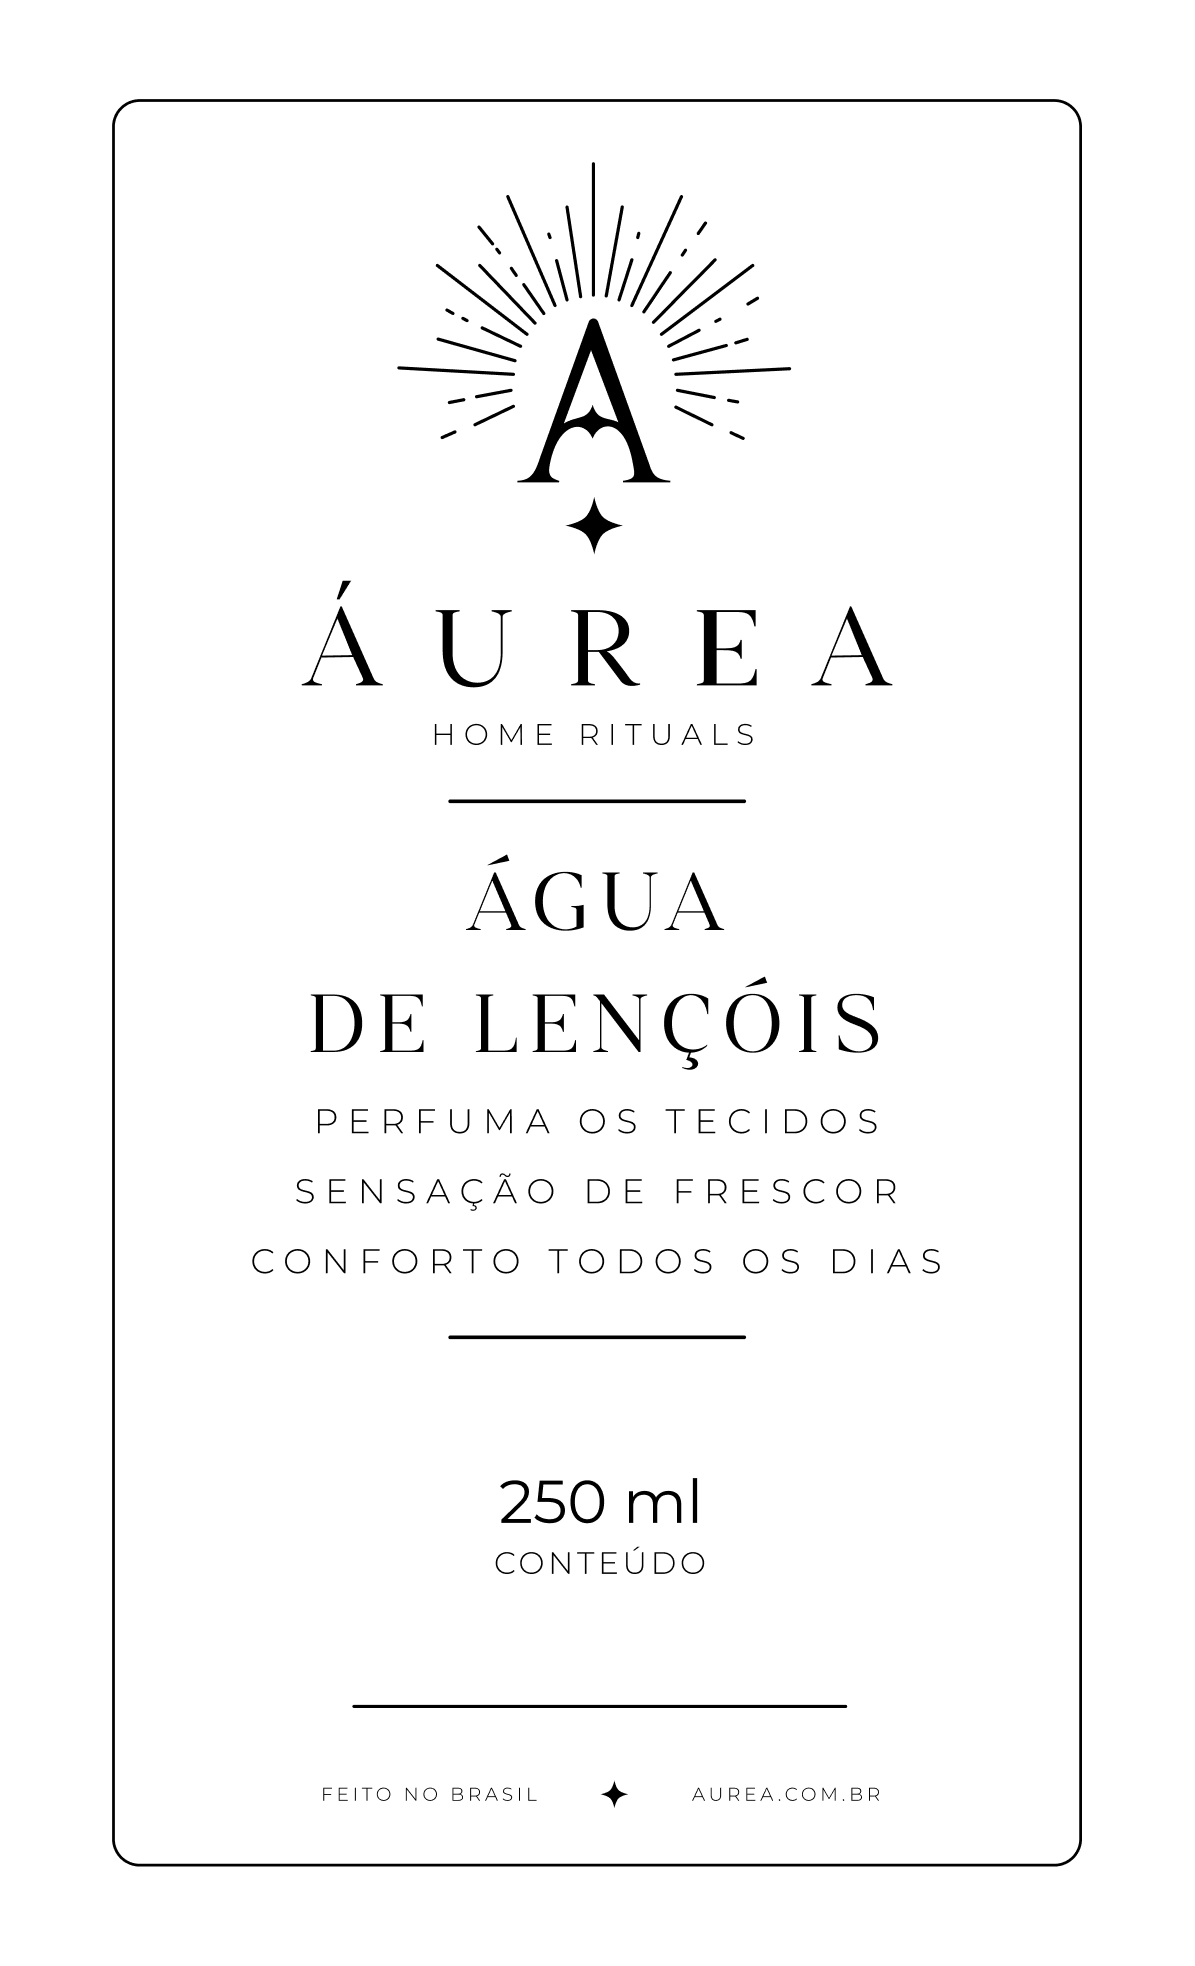 A
ÁUREA
HOME RITUALS
ÁGUA
DE LENÇÓIS
PERFUMA OS TECIDOS
SENSAÇÃO DE FRESCOR
CONFORTO TODOS OS DIAS
250 ml
CONTEÚDO
FEITO NO BRASIL AUREA.COM.BR